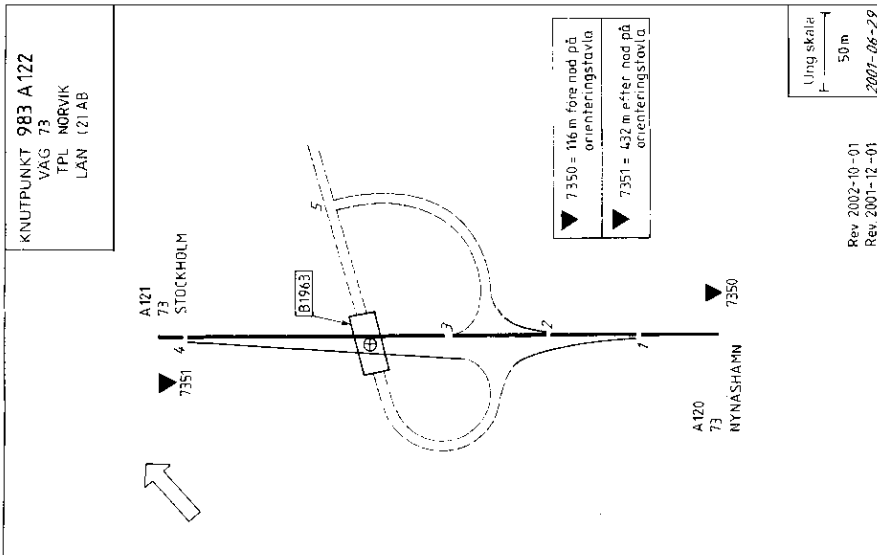 KNUTPUNKT 983 A122
VÄG 73
TPL NORVIK
LÄN (2) AB
A121
73
STOCKHOLM
7351
4
B1963
5
3
2
1
7350
A120
73
NYNÄSHAMN
7350 = 116 m före nod på
orienteringstavla
7351 = 432 m efter nod på
orienteringstavla
Ung skala
50 m
2001-06-29
Rev 2002-10-01
Rev. 2001-12-01